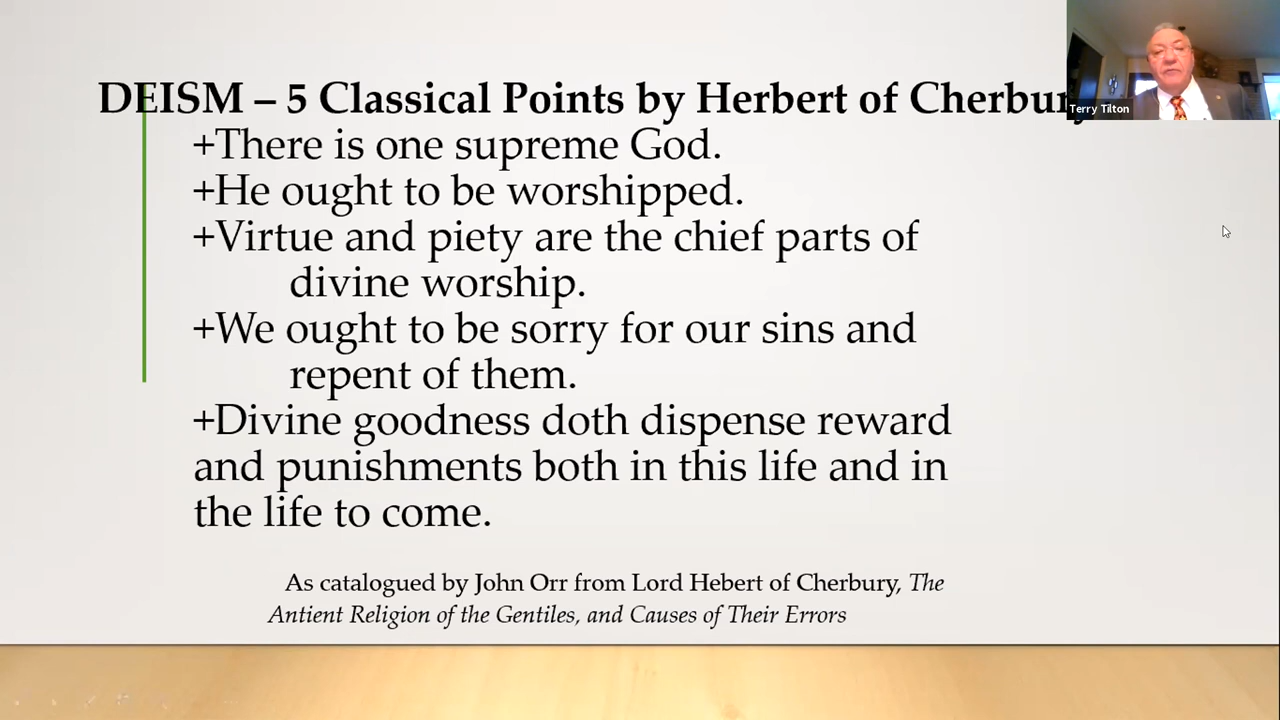 DEISM – 5 Classical Points by Herbert of Cherbury
Terry Tilton
+There is one supreme God.
+He ought to be worshipped.
+Virtue and piety are the chief parts of
divine worship.
+We ought to be sorry for our sins and
repent of them.
+Divine goodness doth dispense reward
and punishments both in this life and in
the life to come.
As catalogued by John Orr from Lord Hebert of Cherbury, The
Antient Religion of the Gentiles, and Causes of Their Errors